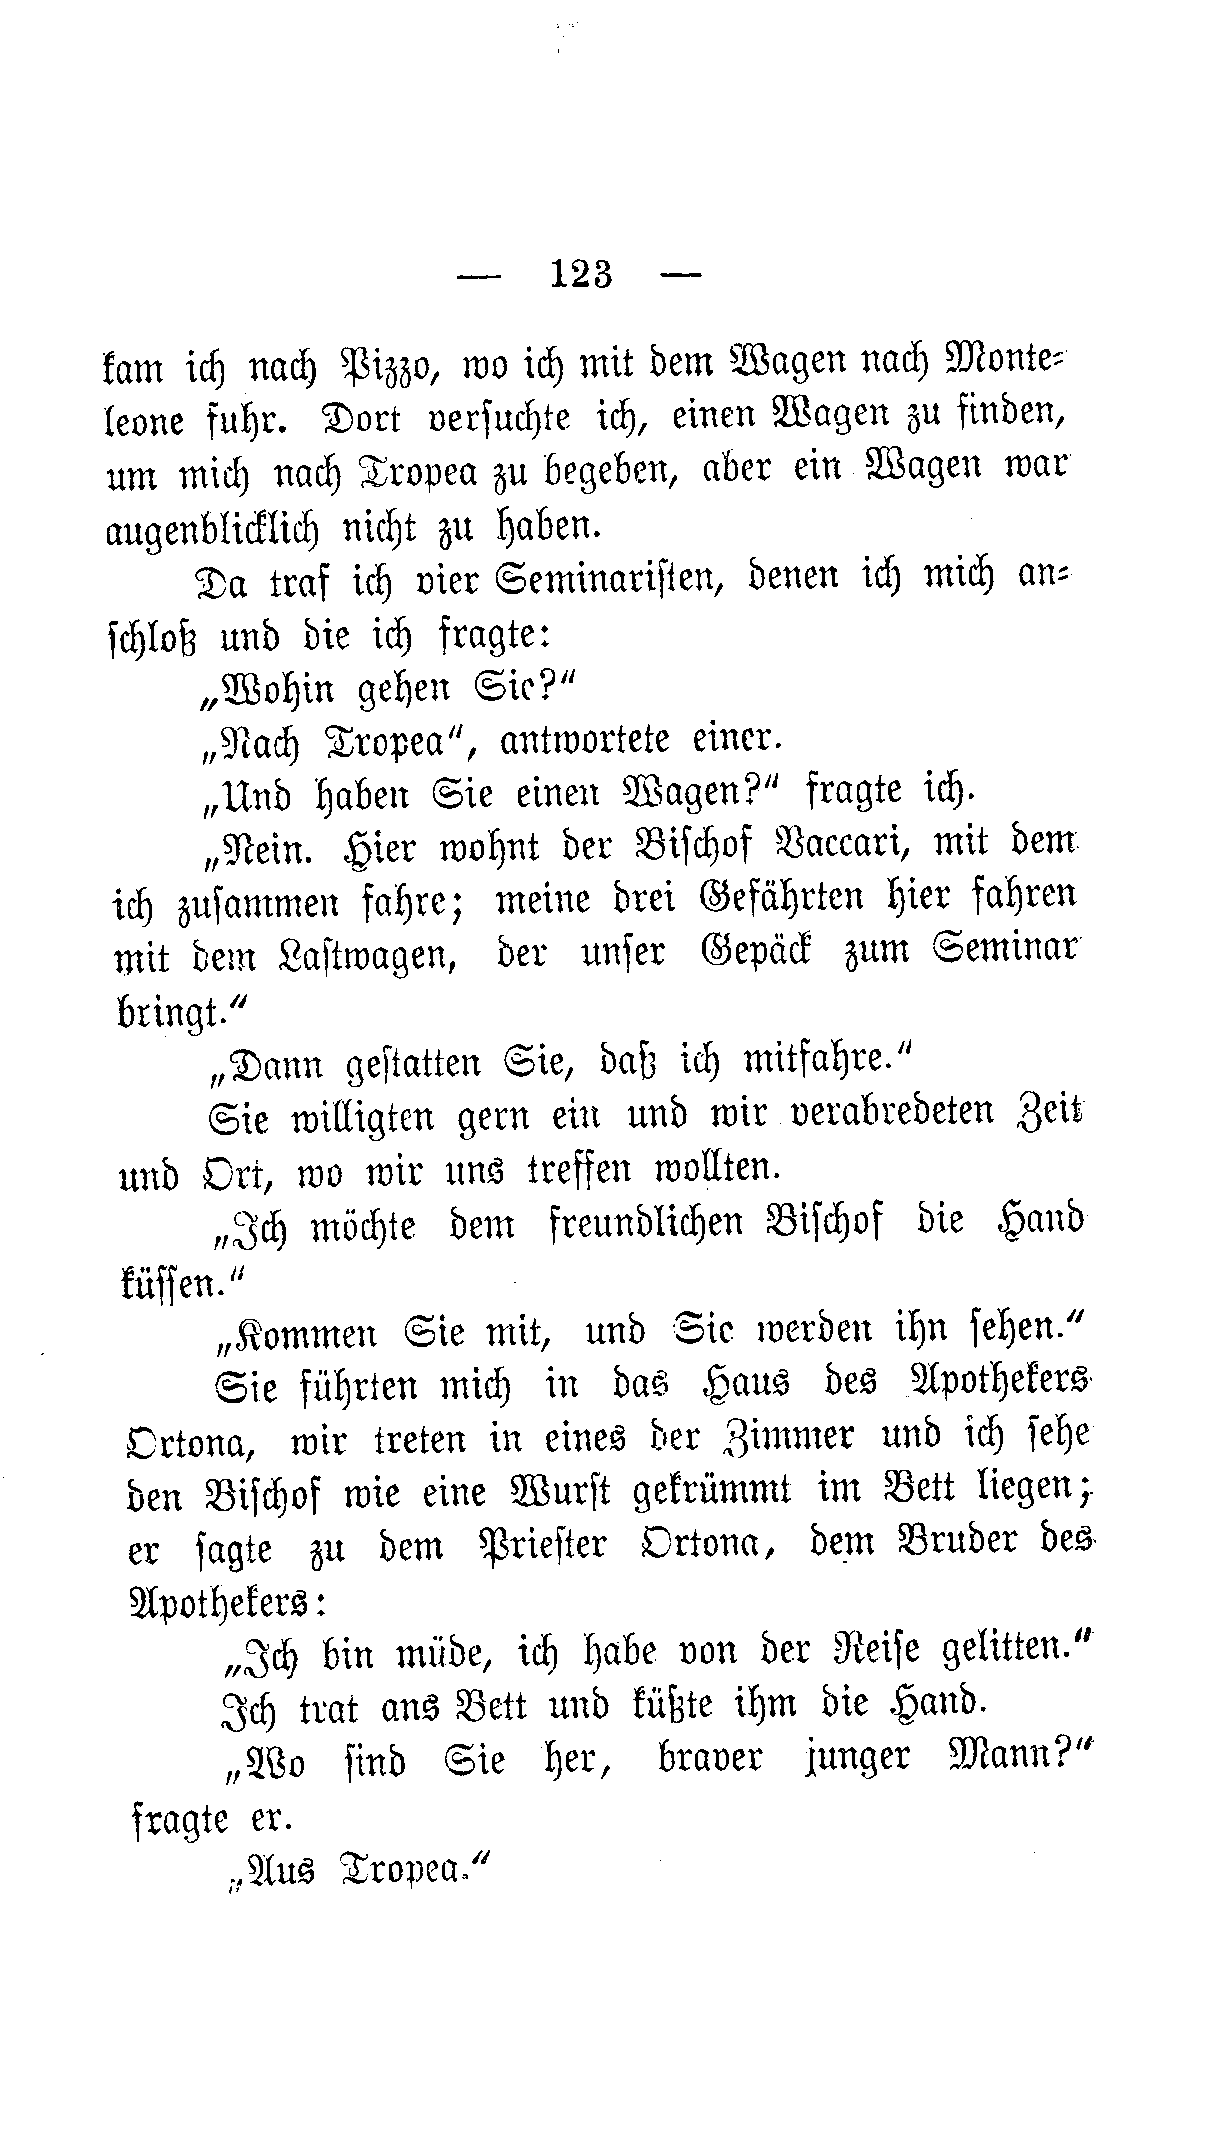 — 123 —
kam ich nach Pizzo, wo ich mit dem Wagen nach Monte-
leone fuhr. Dort versuchte ich, einen Wagen zu finden,
um mich nach Tropea zu begeben, aber ein Wagen war
augenblicklich nicht zu haben.
Da traf ich vier Seminaristen, denen ich mich an-
schloß und die ich fragte:
„Wohin gehen Sie?“
„Nach Tropea“, antwortete einer.
„Und haben Sie einen Wagen?“ fragte ich.
„Nein. Hier wohnt der Bischof Vaccari, mit dem
ich zusammen fahre; meine drei Gefährten hier fahren
mit dem Lastwagen, der unser Gepäck zum Seminar
bringt.“
„Dann gestatten Sie, daß ich mitfahre.“
Sie willigten gern ein und wir verabredeten Zeit
und Ort, wo wir uns treffen wollten.
„Ich möchte dem freundlichen Bischof die Hand
küssen.“
„Kommen Sie mit, und Sie werden ihn sehen.“
Sie führten mich in das Haus des Apothekers
Ortona, wir treten in eines der Zimmer und ich sehe
den Bischof wie eine Wurst gekrümmt im Bett liegen;
er sagte zu dem Priester Ortona, dem Bruder des
Apothekers:
„Ich bin müde, ich habe von der Reise gelitten.“
Ich trat ans Bett und küßte ihm die Hand.
„Wo sind Sie her, braver junger Mann?“
fragte er.
„Aus Tropea.“